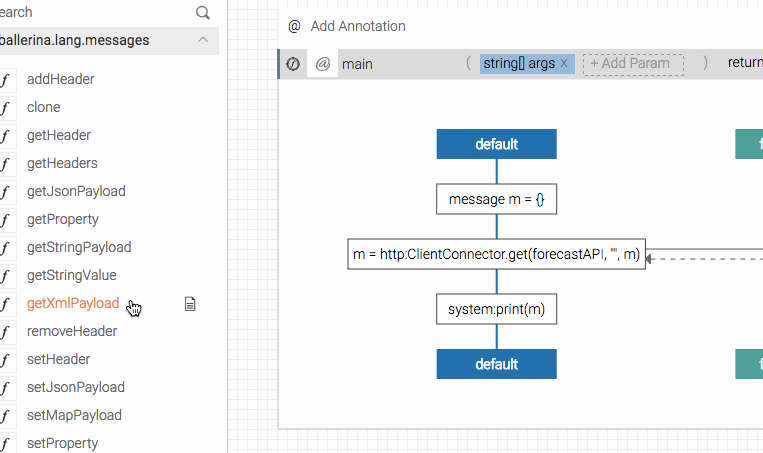 earch
ballerina.lang.messages
f addHeader
f clone
f getHeader
f getHeaders
f getJsonPayload
f getProperty
f getStringPayload
f getStringValue
f getXmlPayload
f removeHeader
f setHeader
f setJsonPayload
f setMapPayload
f setProperty
@ Add Annotation
@ main ( string[] args x + Add Param ) return
default
f
message m = {}
m = http:ClientConnector.get(forecastAPI, "", m)
system:print(m)
default
f